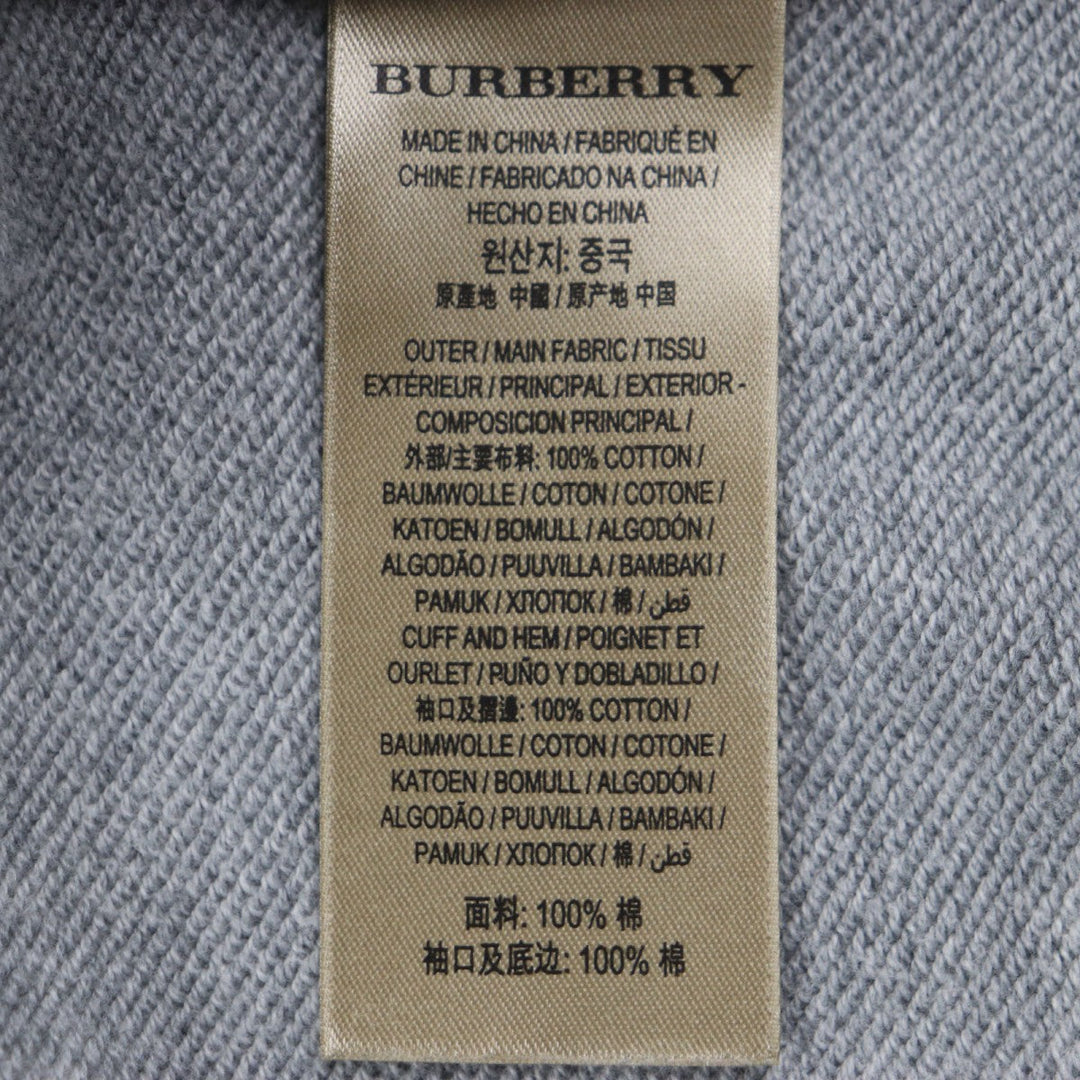 BURBERRY
MADE IN CHINA / FABRIQUÉ EN
CHINE / FABRICADO NA CHINA /
HECHO EN CHINA
원산지: 중국
原產地 中國 / 原产地 中国
OUTER / MAIN FABRIC / TISSU
EXTÉRIEUR / PRINCIPAL / EXTERIOR -
COMPOSICION PRINCIPAL /
外部/主要布料: 100% COTTON /
BAUMWOLLE / COTON / COTONE /
KATOEN / BOMULL / ALGODÓN /
ALGODÃO / PUUVILLA / BAMBAKI /
PAMUK / ХЛОПОК / 棉 / قطن
CUFF AND HEM / POIGNET ET
OURLET / PUÑO Y DOBLADILLO /
袖口及摺邊: 100% COTTON /
BAUMWOLLE / COTON / COTONE /
KATOEN / BOMULL / ALGODÓN /
ALGODÃO / PUUVILLA / BAMBAKI /
PAMUK / ХЛОПОК / 棉 / قطن
面料: 100% 棉
袖口及底边: 100% 棉